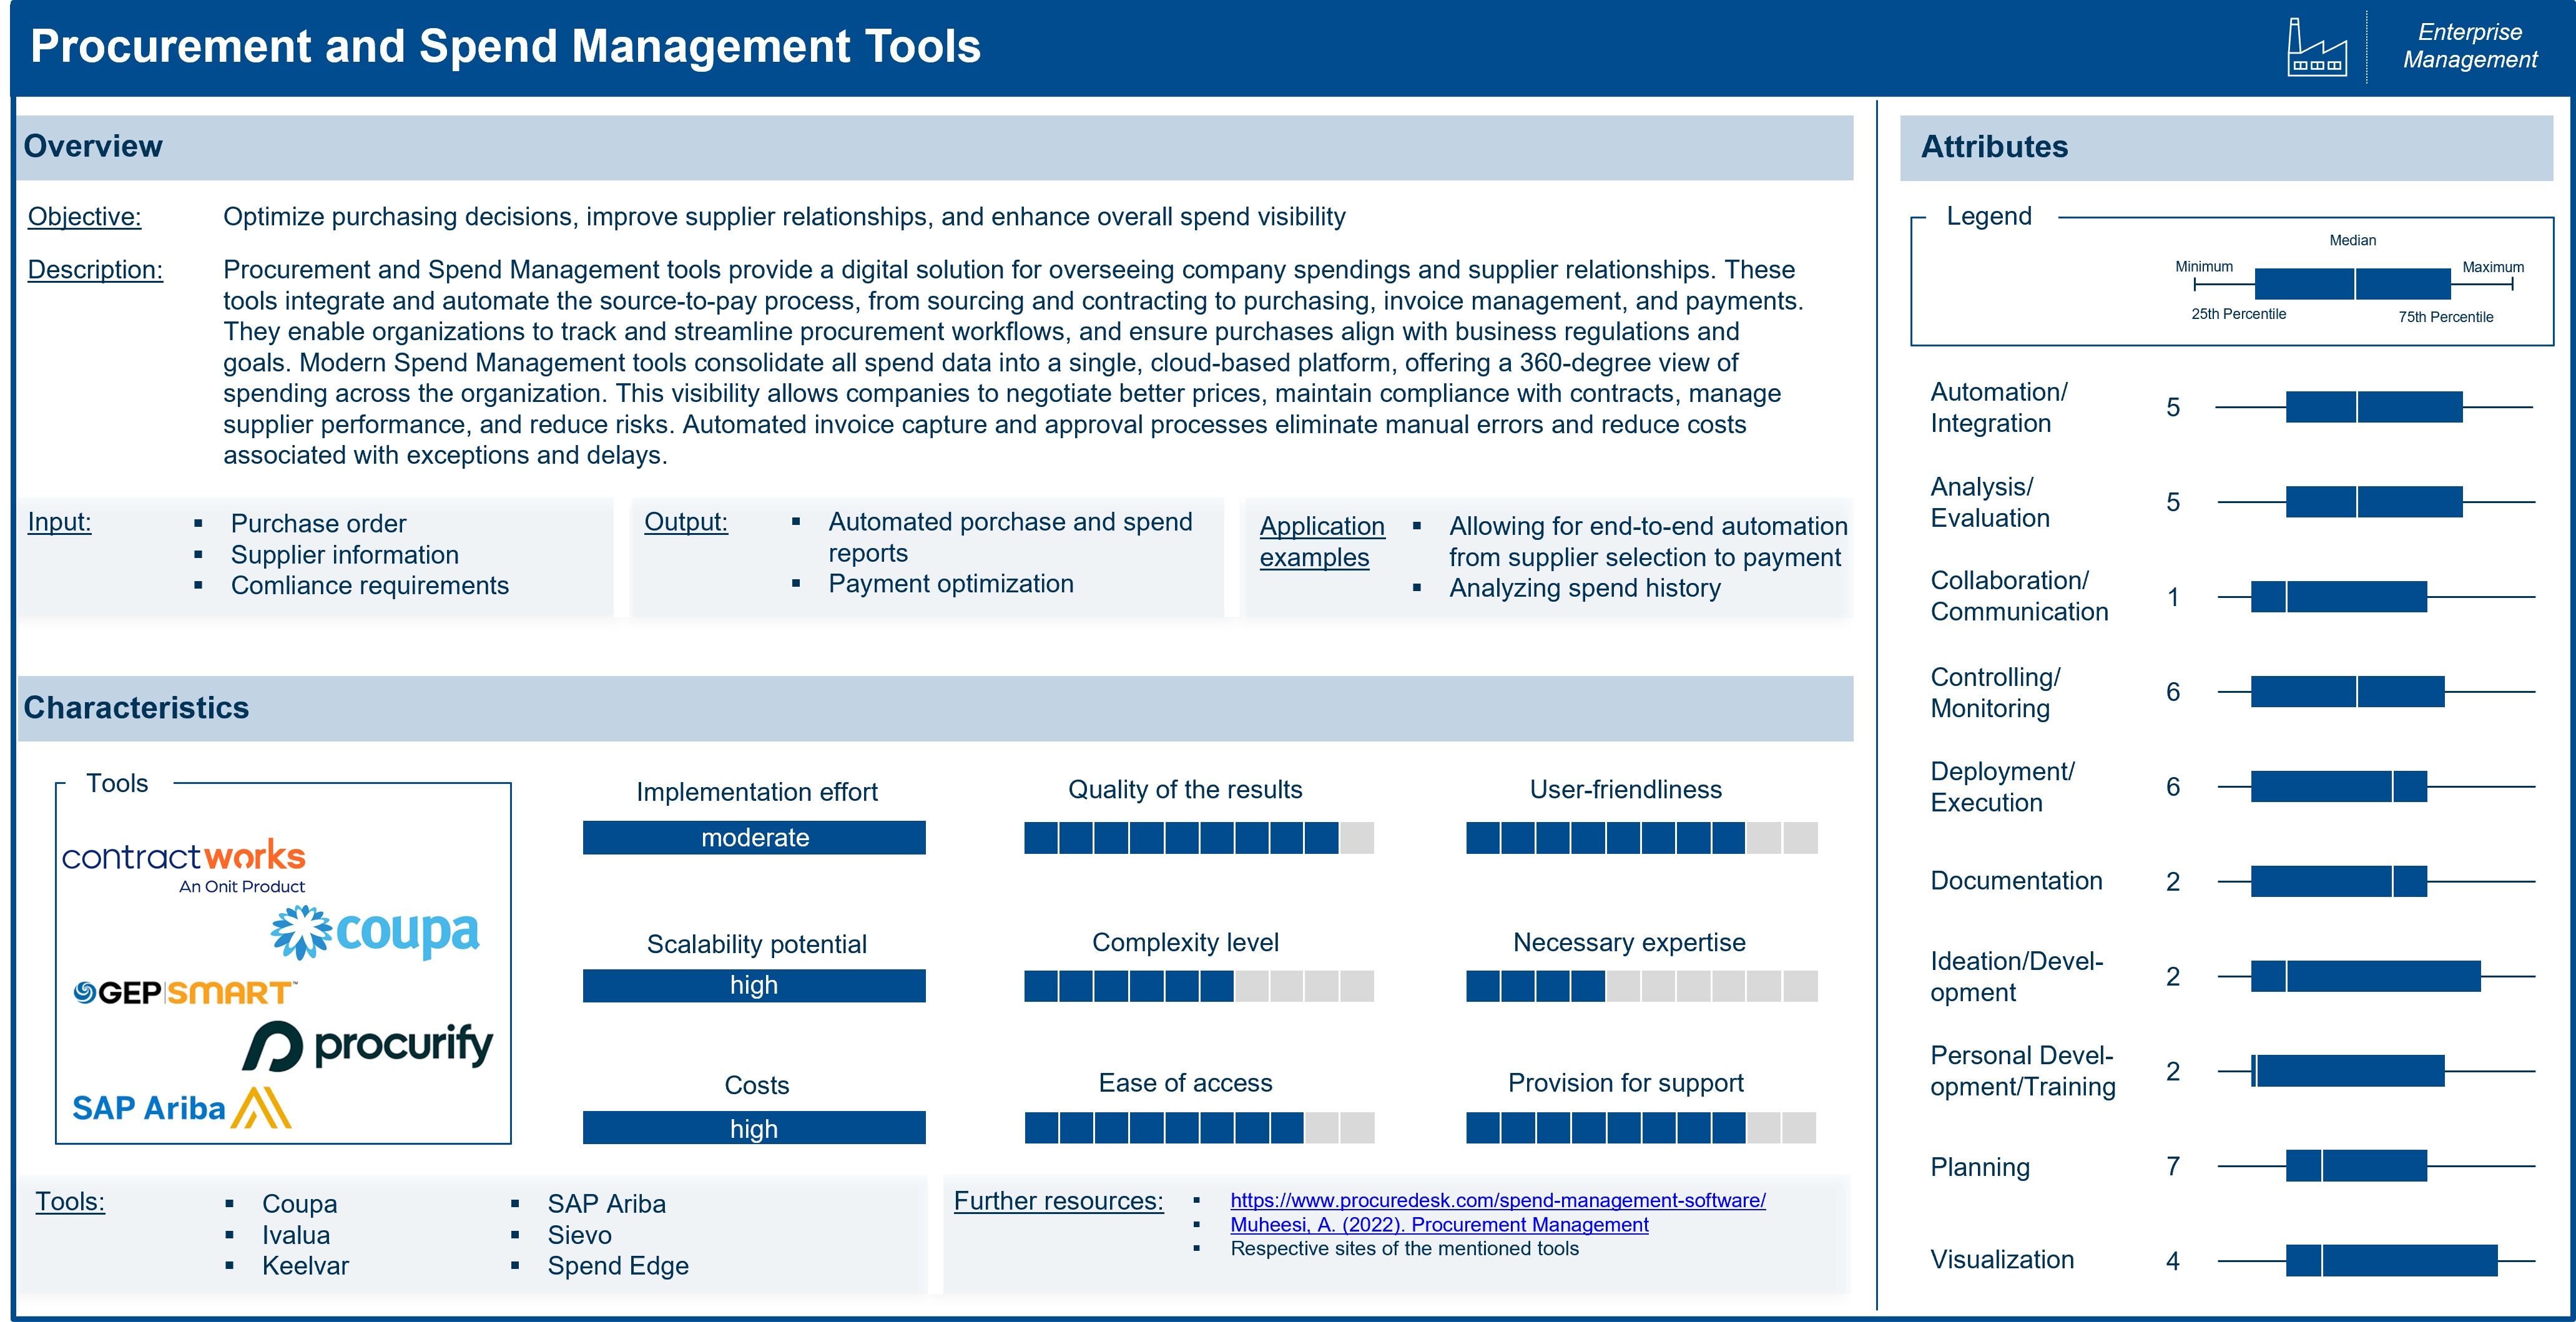 Procurement and Spend Management Tools
Enterprise
Management
Overview
Objective:
Optimize purchasing decisions, improve supplier relationships, and enhance overall spend visibility
Description:
Procurement and Spend Management tools provide a digital solution for overseeing company spendings and supplier relationships. These
tools integrate and automate the source-to-pay process, from sourcing and contracting to purchasing, invoice management, and payments.
They enable organizations to track and streamline procurement workflows, and ensure purchases align with business regulations and
goals. Modern Spend Management tools consolidate all spend data into a single, cloud-based platform, offering a 360-degree view of
spending across the organization. This visibility allows companies to negotiate better prices, maintain compliance with contracts, manage
supplier performance, and reduce risks. Automated invoice capture and approval processes eliminate manual errors and reduce costs
associated with exceptions and delays.
Input:
▪ Purchase order
▪ Supplier information
▪ Comliance requirements
Output:
▪ Automated porchase and spend
reports
▪ Payment optimization
Application
examples
▪ Allowing for end-to-end automation
from supplier selection to payment
▪ Analyzing spend history
Characteristics
Tools
contractworks
An Onit Product
coupa
GEP SMART™
procurify
SAP Ariba
Implementation effort
moderate
Quality of the results
User-friendliness
Scalability potential
high
Complexity level
Necessary expertise
Costs
high
Ease of access
Provision for support
Tools:
▪ Coupa
▪ Ivalua
▪ Keelvar
▪ SAP Ariba
▪ Sievo
▪ Spend Edge
Further resources:
▪ https://www.procuredesk.com/spend-management-software/
▪ Muheesi, A. (2022). Procurement Management
▪ Respective sites of the mentioned tools
Attributes
Legend
Median
Minimum
Maximum
25th Percentile
75th Percentile
Automation/
Integration
5
Analysis/
Evaluation
5
Collaboration/
Communication
1
Controlling/
Monitoring
6
Deployment/
Execution
6
Documentation
2
Ideation/Devel-
opment
2
Personal Devel-
opment/Training
2
Planning
7
Visualization
4